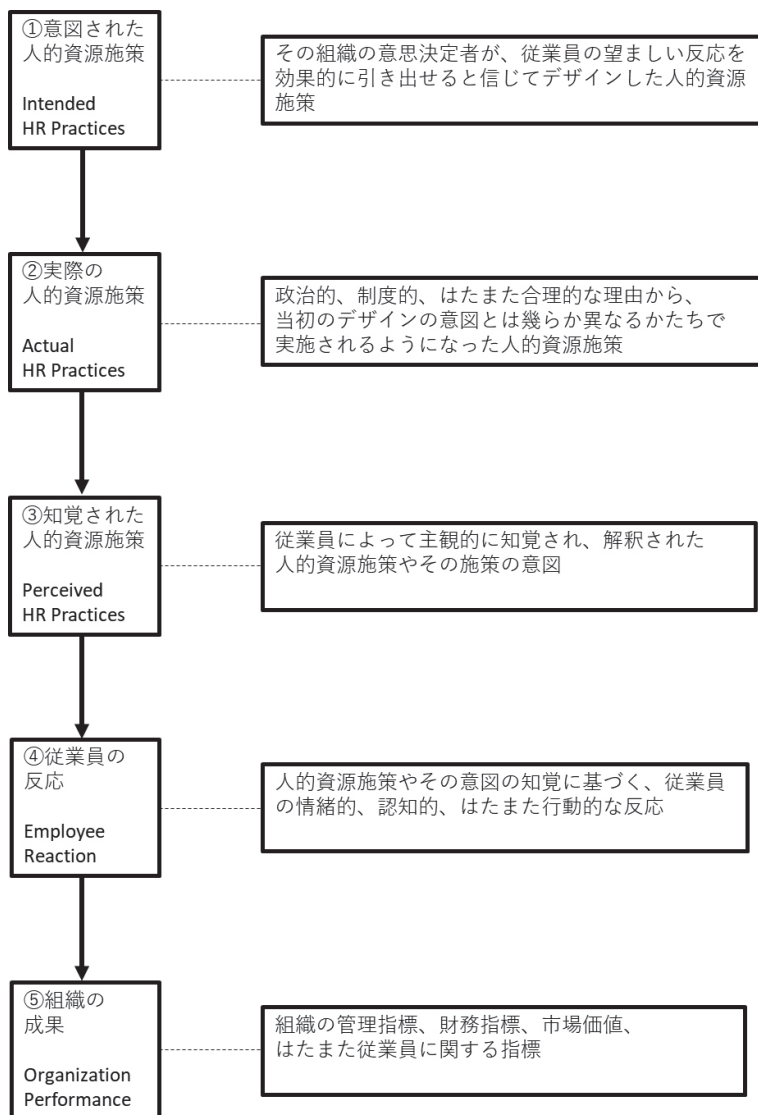 ①意図された
人的資源施策
Intended
HR Practices
その組織の意思決定者が、従業員の望ましい反応を
効果的に引き出せると信じてデザインした人的資源
施策
②実際の
人的資源施策
Actual
HR Practices
政治的、制度的、はたまた合理的な理由から、
当初のデザインの意図とは幾らか異なるかたちで
実施されるようになった人的資源施策
③知覚された
人的資源施策
Perceived
HR Practices
従業員によって主観的に知覚され、解釈された
人的資源施策やその施策の意図
④従業員の
反応
Employee
Reaction
人的資源施策やその意図の知覚に基づく、従業員
の情緒的、認知的、はたまた行動的な反応
⑤組織の
成果
Organization
Performance
組織の管理指標、財務指標、市場価値、
はたまた従業員に関する指標